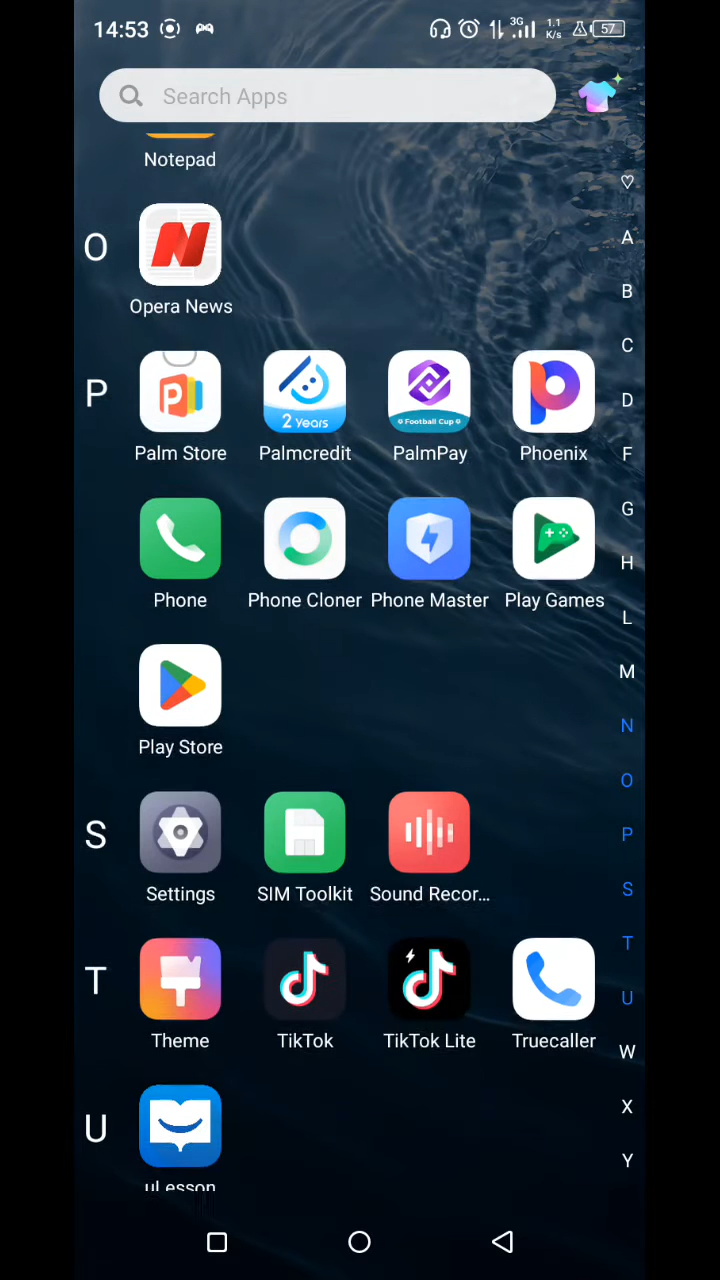 14:53 3G 1.1 K/s 57
Search Apps
Notepad
♡
O
A
B
Opera News
C
P
2 Years
Football Cup
D
Palm Store Palmcredit PalmPay Phoenix
F
G
H
Phone Phone Cloner Phone Master Play Games
L
M
N
Play Store
O
S
P
Settings SIM Toolkit Sound Recor...
S
T
T
U
Theme TikTok TikTok Lite Truecaller
W
X
U
Y
uLesson